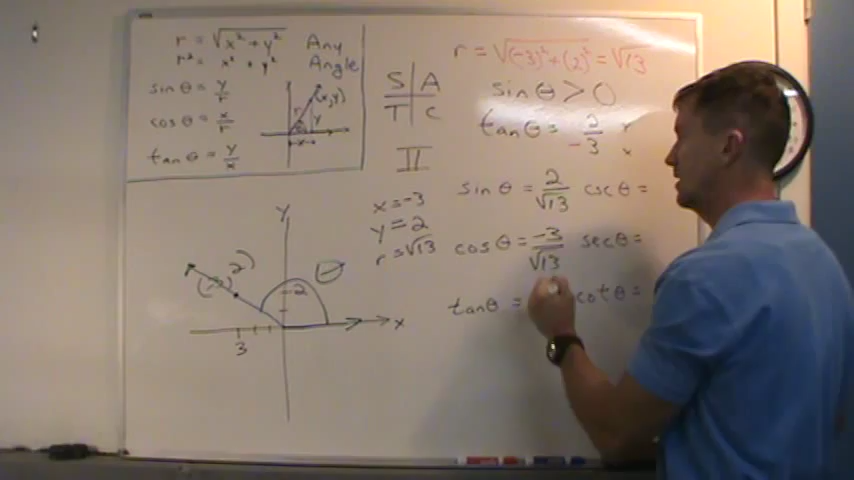 r = √x² + y²
r² = x² + y²
Any
Angle
sin θ = y/r
cos θ = x/r
tan θ = y/x
(x,y)
r
y
x
θ
S | A
T | C
II
r = √(-3)² + (2)² = √13
sin θ > 0
tan θ = 2/-3 y/x
x = -3
y = 2
r = √13
sin θ = 2/√13 csc θ =
cos θ = -3/√13 sec θ =
tan θ = cot θ =
y
2
x
3